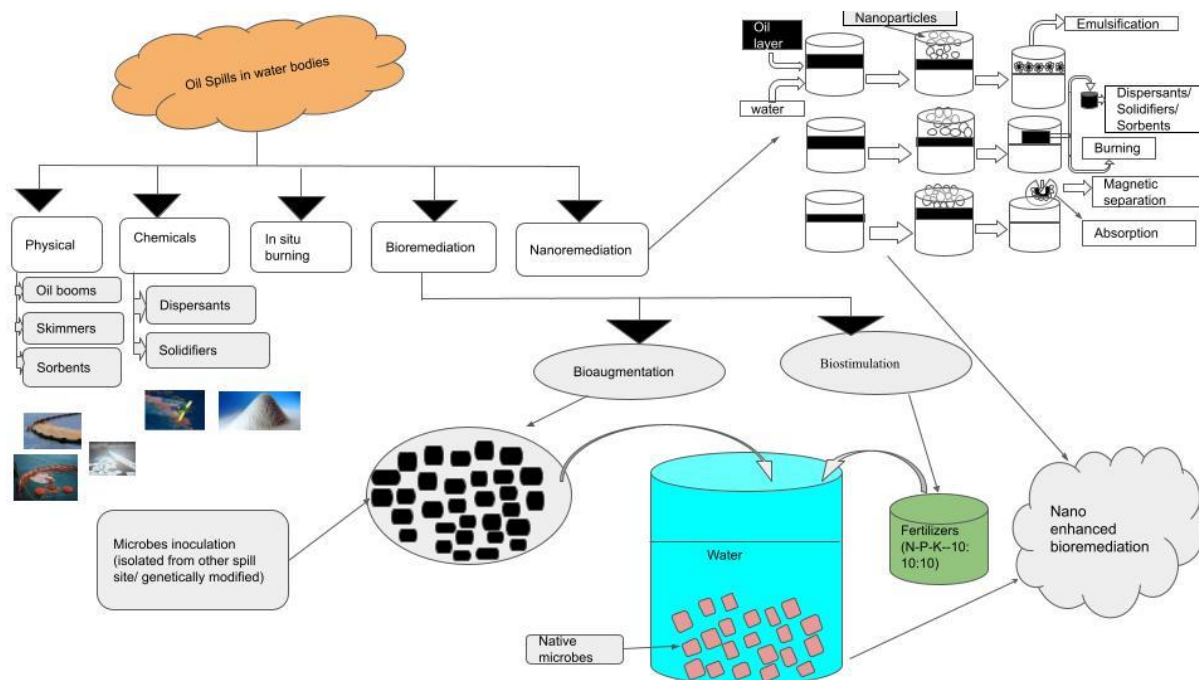 Oil Spills in water bodies
Nanoparticles
Oil
layer
water
Emulsification
Dispersants/
Solidifiers/
Sorbents
Burning
Magnetic
separation
Absorption
Physical
Chemicals
In situ
burning
Bioremediation
Nanoremediation
Oil booms
Skimmers
Sorbents
Dispersants
Solidifiers
Bioaugmentation
Biostimulation
Microbes inoculation
(isolated from other spill
site/ genetically modified)
Water
Native
microbes
Fertilizers
(N-P-K--10:
10:10)
Nano
enhanced
bioremediation